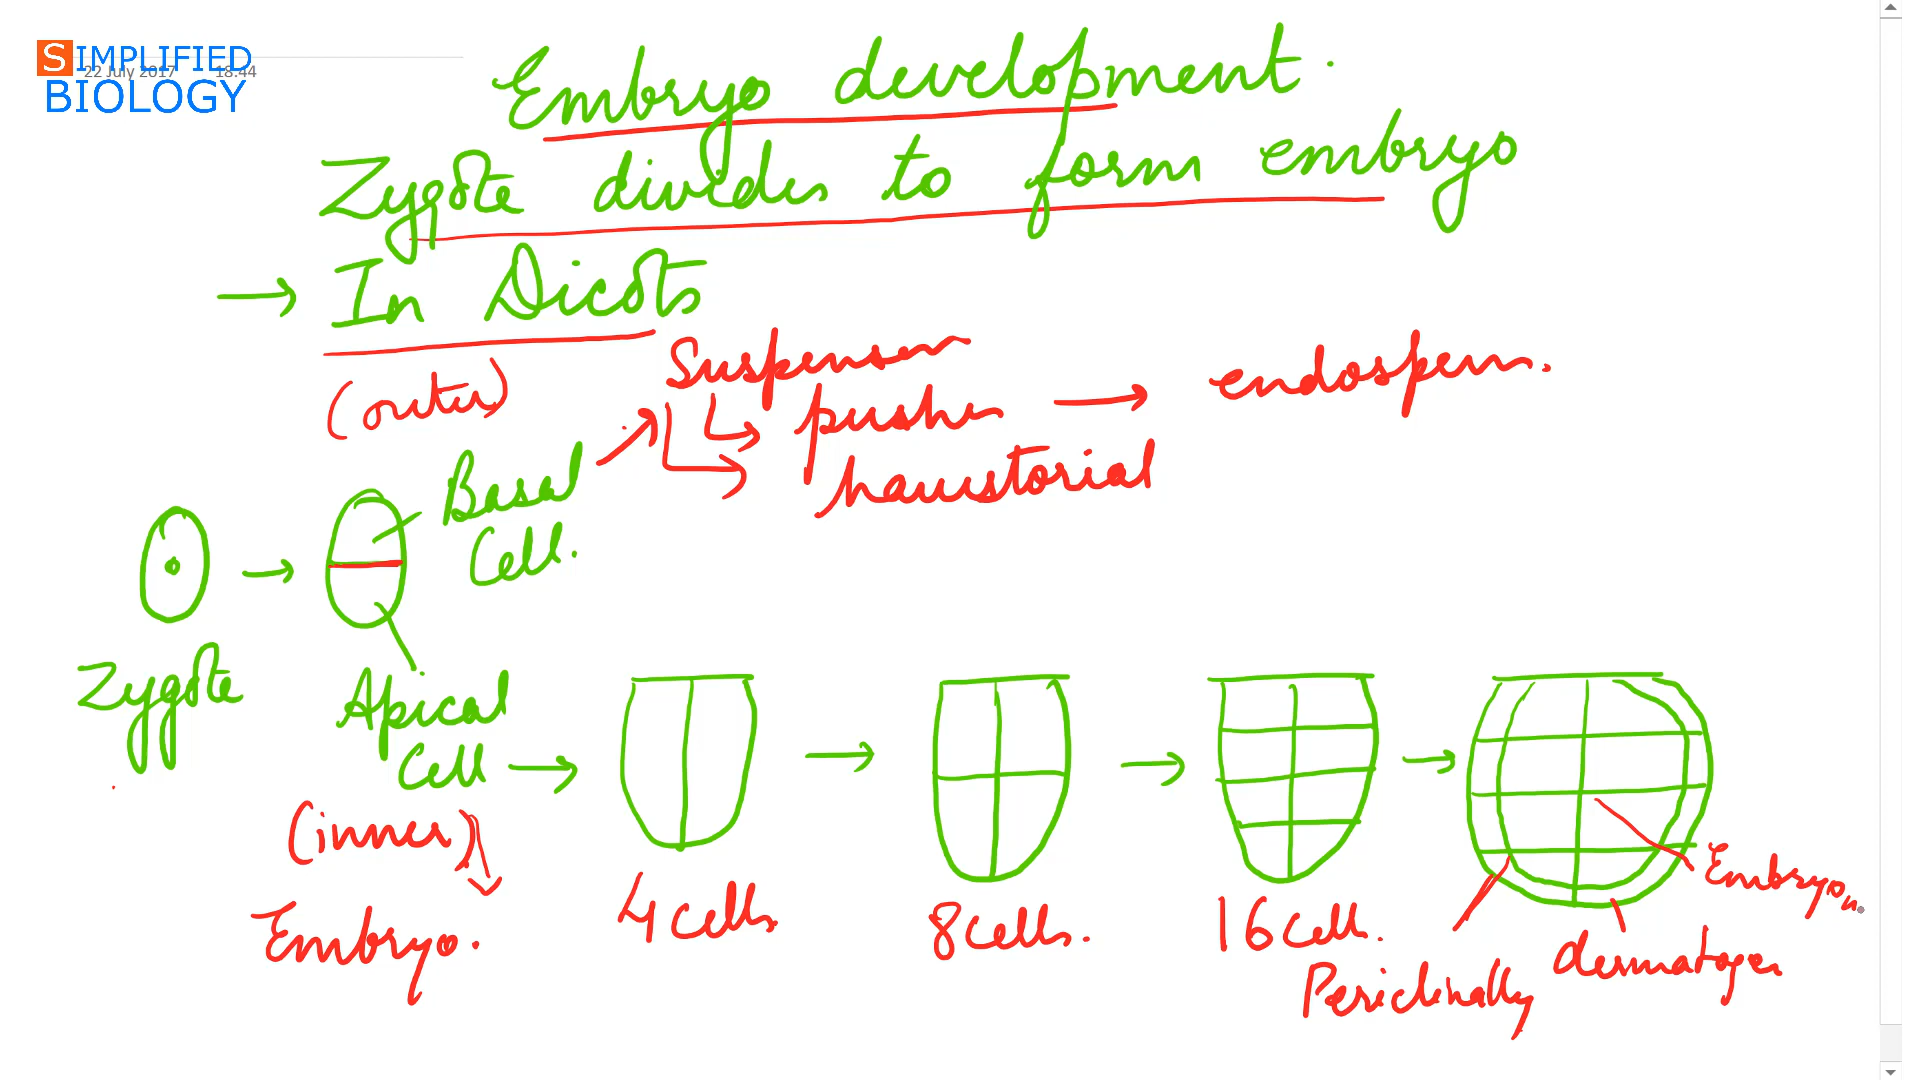 SIMPLIFIED
BIOLOGY
22 July 2017 18:44
Embryo development.
Zygote divides to form embryo
→ In Dicots
(outer)
Suspensor
pushes → endosperm.
haustorial
Basal
Cell.
Zygote
Apical
Cell
(inner)
Embryo.
4 cells
8 cells.
16 cell.
Periclinally
dermatogen
Embryon.